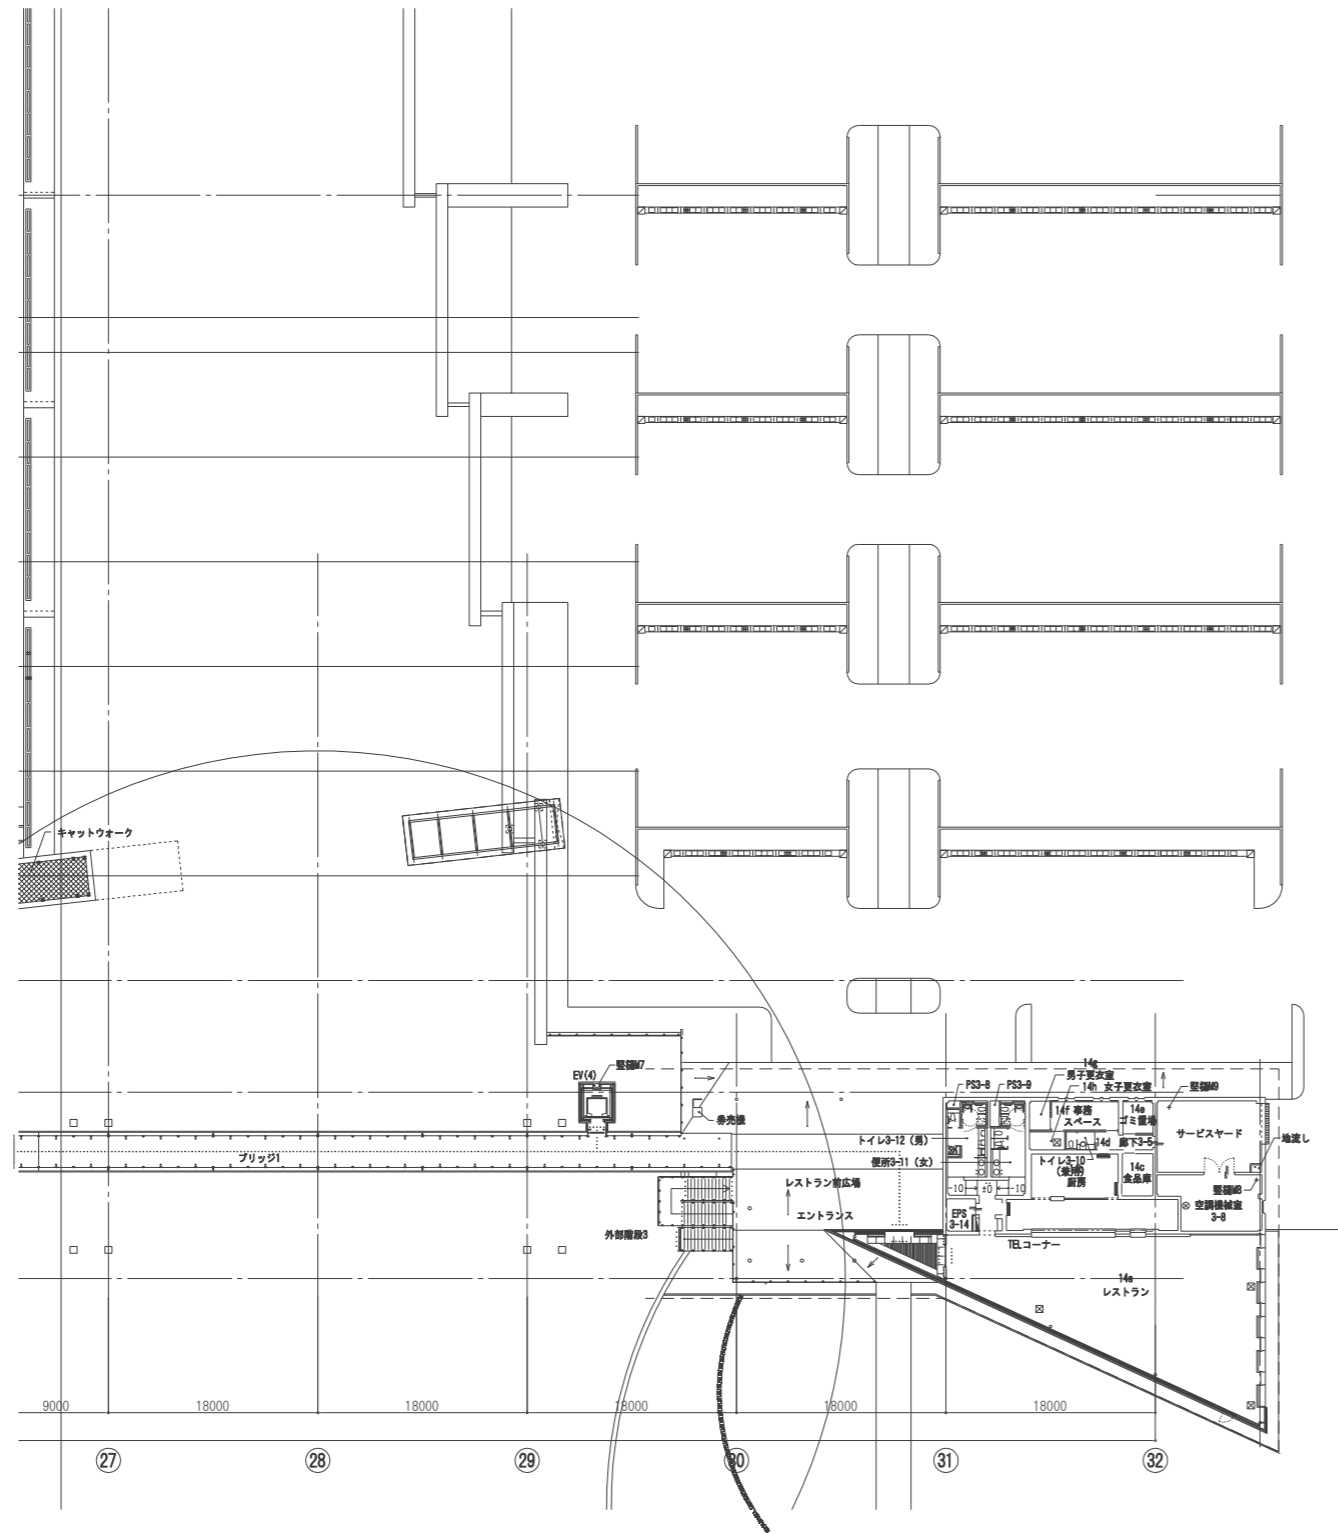 キャットウォーク
EV(4)
竪樋W7
券売機
ブリッジ1
外部階段3
レストラン前広場
エントランス
トイレ3-12（男）
便所3-11（女）
PS3-8
PS3-9
14g
男子更衣室
14h 女子更衣室
竪樋W9
14f 事務
スペース
14e
ゴミ置場
サービスヤード
地流し
14d 廊下3-5
トイレ3-10
（兼用）
厨房
14c
食品庫
竪樋W8
空調機械室
3-8
-10
±0
-10
EPS
3-14
TELコーナー
14a
レストラン
9000
18000
18000
18000
18000
18000
27
28
29
30
31
32